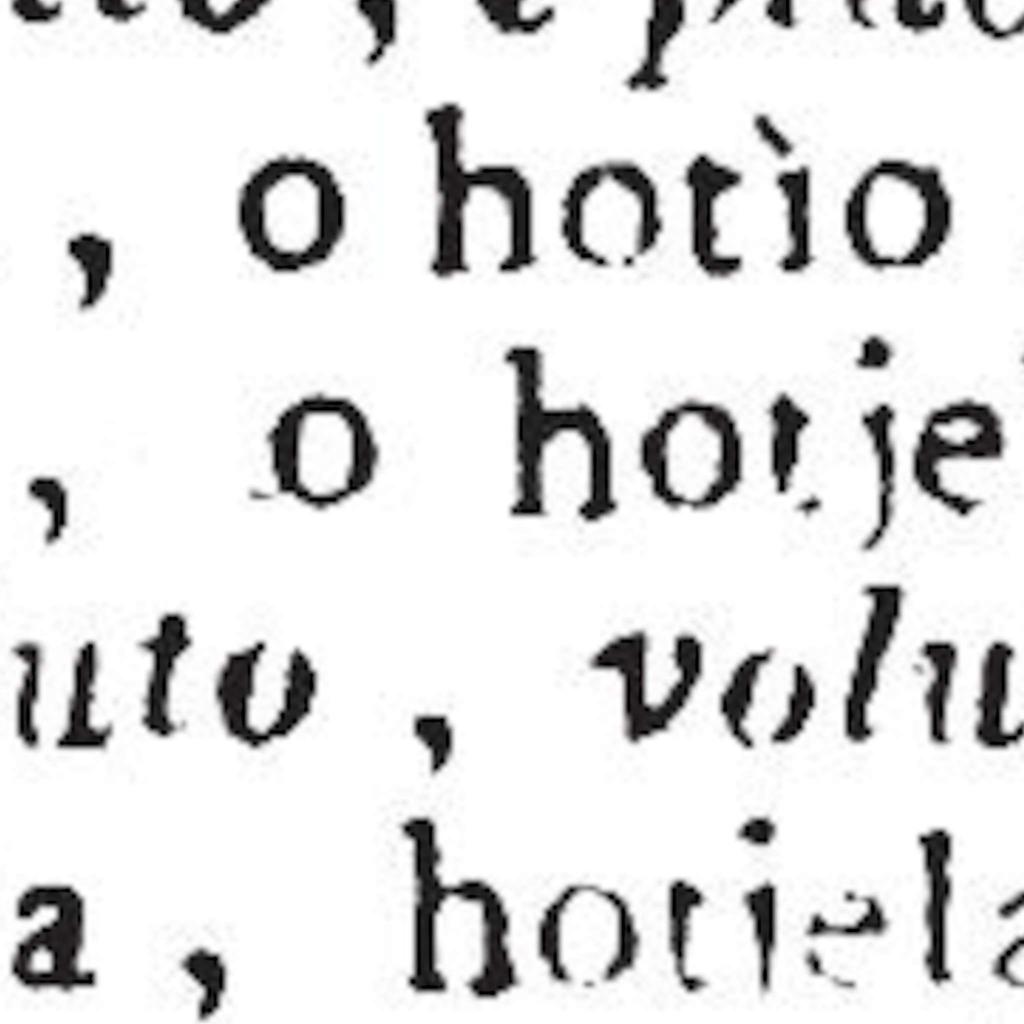 , o hotìo
, o hotje
uto , volu
a , hotiela